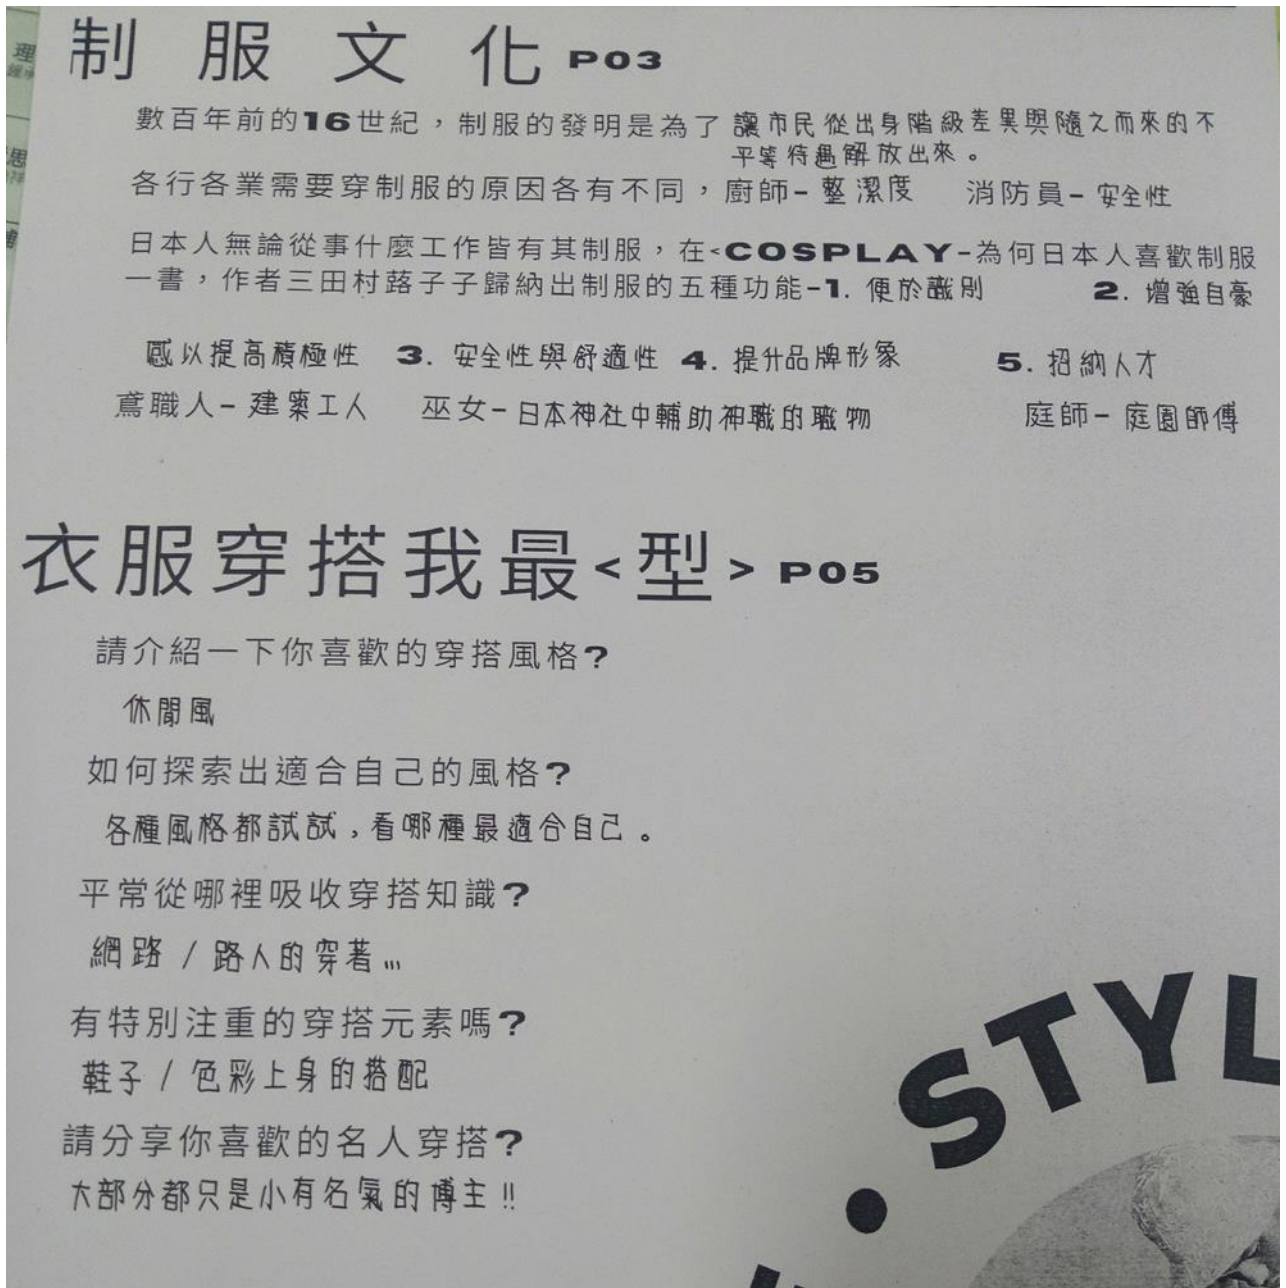 制服文化 P03
數百年前的16世紀，制服的發明是為了 讓市民從出身階級差異與隨之而來的不
平等待遇解放出來。
各行各業需要穿制服的原因各有不同，廚師-整潔度 消防員-安全性
日本人無論從事什麼工作皆有其制服，在<COSPLAY-為何日本人喜歡制服
一書，作者三田村蕗子子歸納出制服的五種功能-1. 便於識別 2. 增強自豪
感以提高積極性 3. 安全性與舒適性 4. 提升品牌形象 5. 招納人才
鳶職人-建築工人 巫女-日本神社中輔助神職的職物 庭師-庭園師傅
衣服穿搭我最<型> P05
請介紹一下你喜歡的穿搭風格?
休閒風
如何探索出適合自己的風格?
各種風格都試試，看哪種最適合自己。
平常從哪裡吸收穿搭知識?
網路 / 路人的穿著...
有特別注重的穿搭元素嗎?
鞋子 / 色彩上身的搭配
請分享你喜歡的名人穿搭?
大部分都只是小有名氣的博主!!
STYL